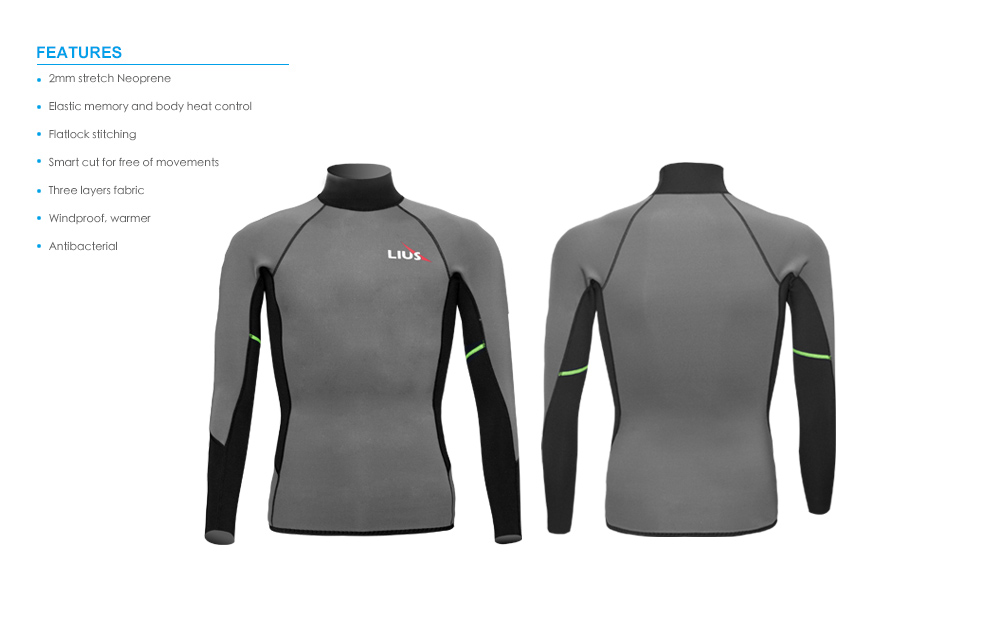 FEATURES
2mm stretch Neoprene
Elastic memory and body heat control
Flatlock stitching
Smart cut for free of movements
Three layers fabric
Windproof, warmer
Antibacterial
LIUS